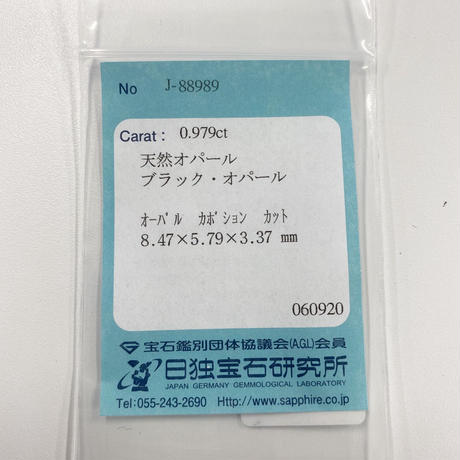 No J-88989
Carat: 0.979ct
天然オパール
ブラック・オパール
ｵｰﾊﾞﾙ ｶﾎﾞｼｮﾝ ｶｯﾄ
8.47×5.79×3.37 mm
060920
宝石鑑別団体協議会(A.G.L)会員
日独宝石研究所
JAPAN GERMANY GEMMOLOGICAL LABORATORY
Tel:055-243-2690 Http://www.sapphire.co.jp